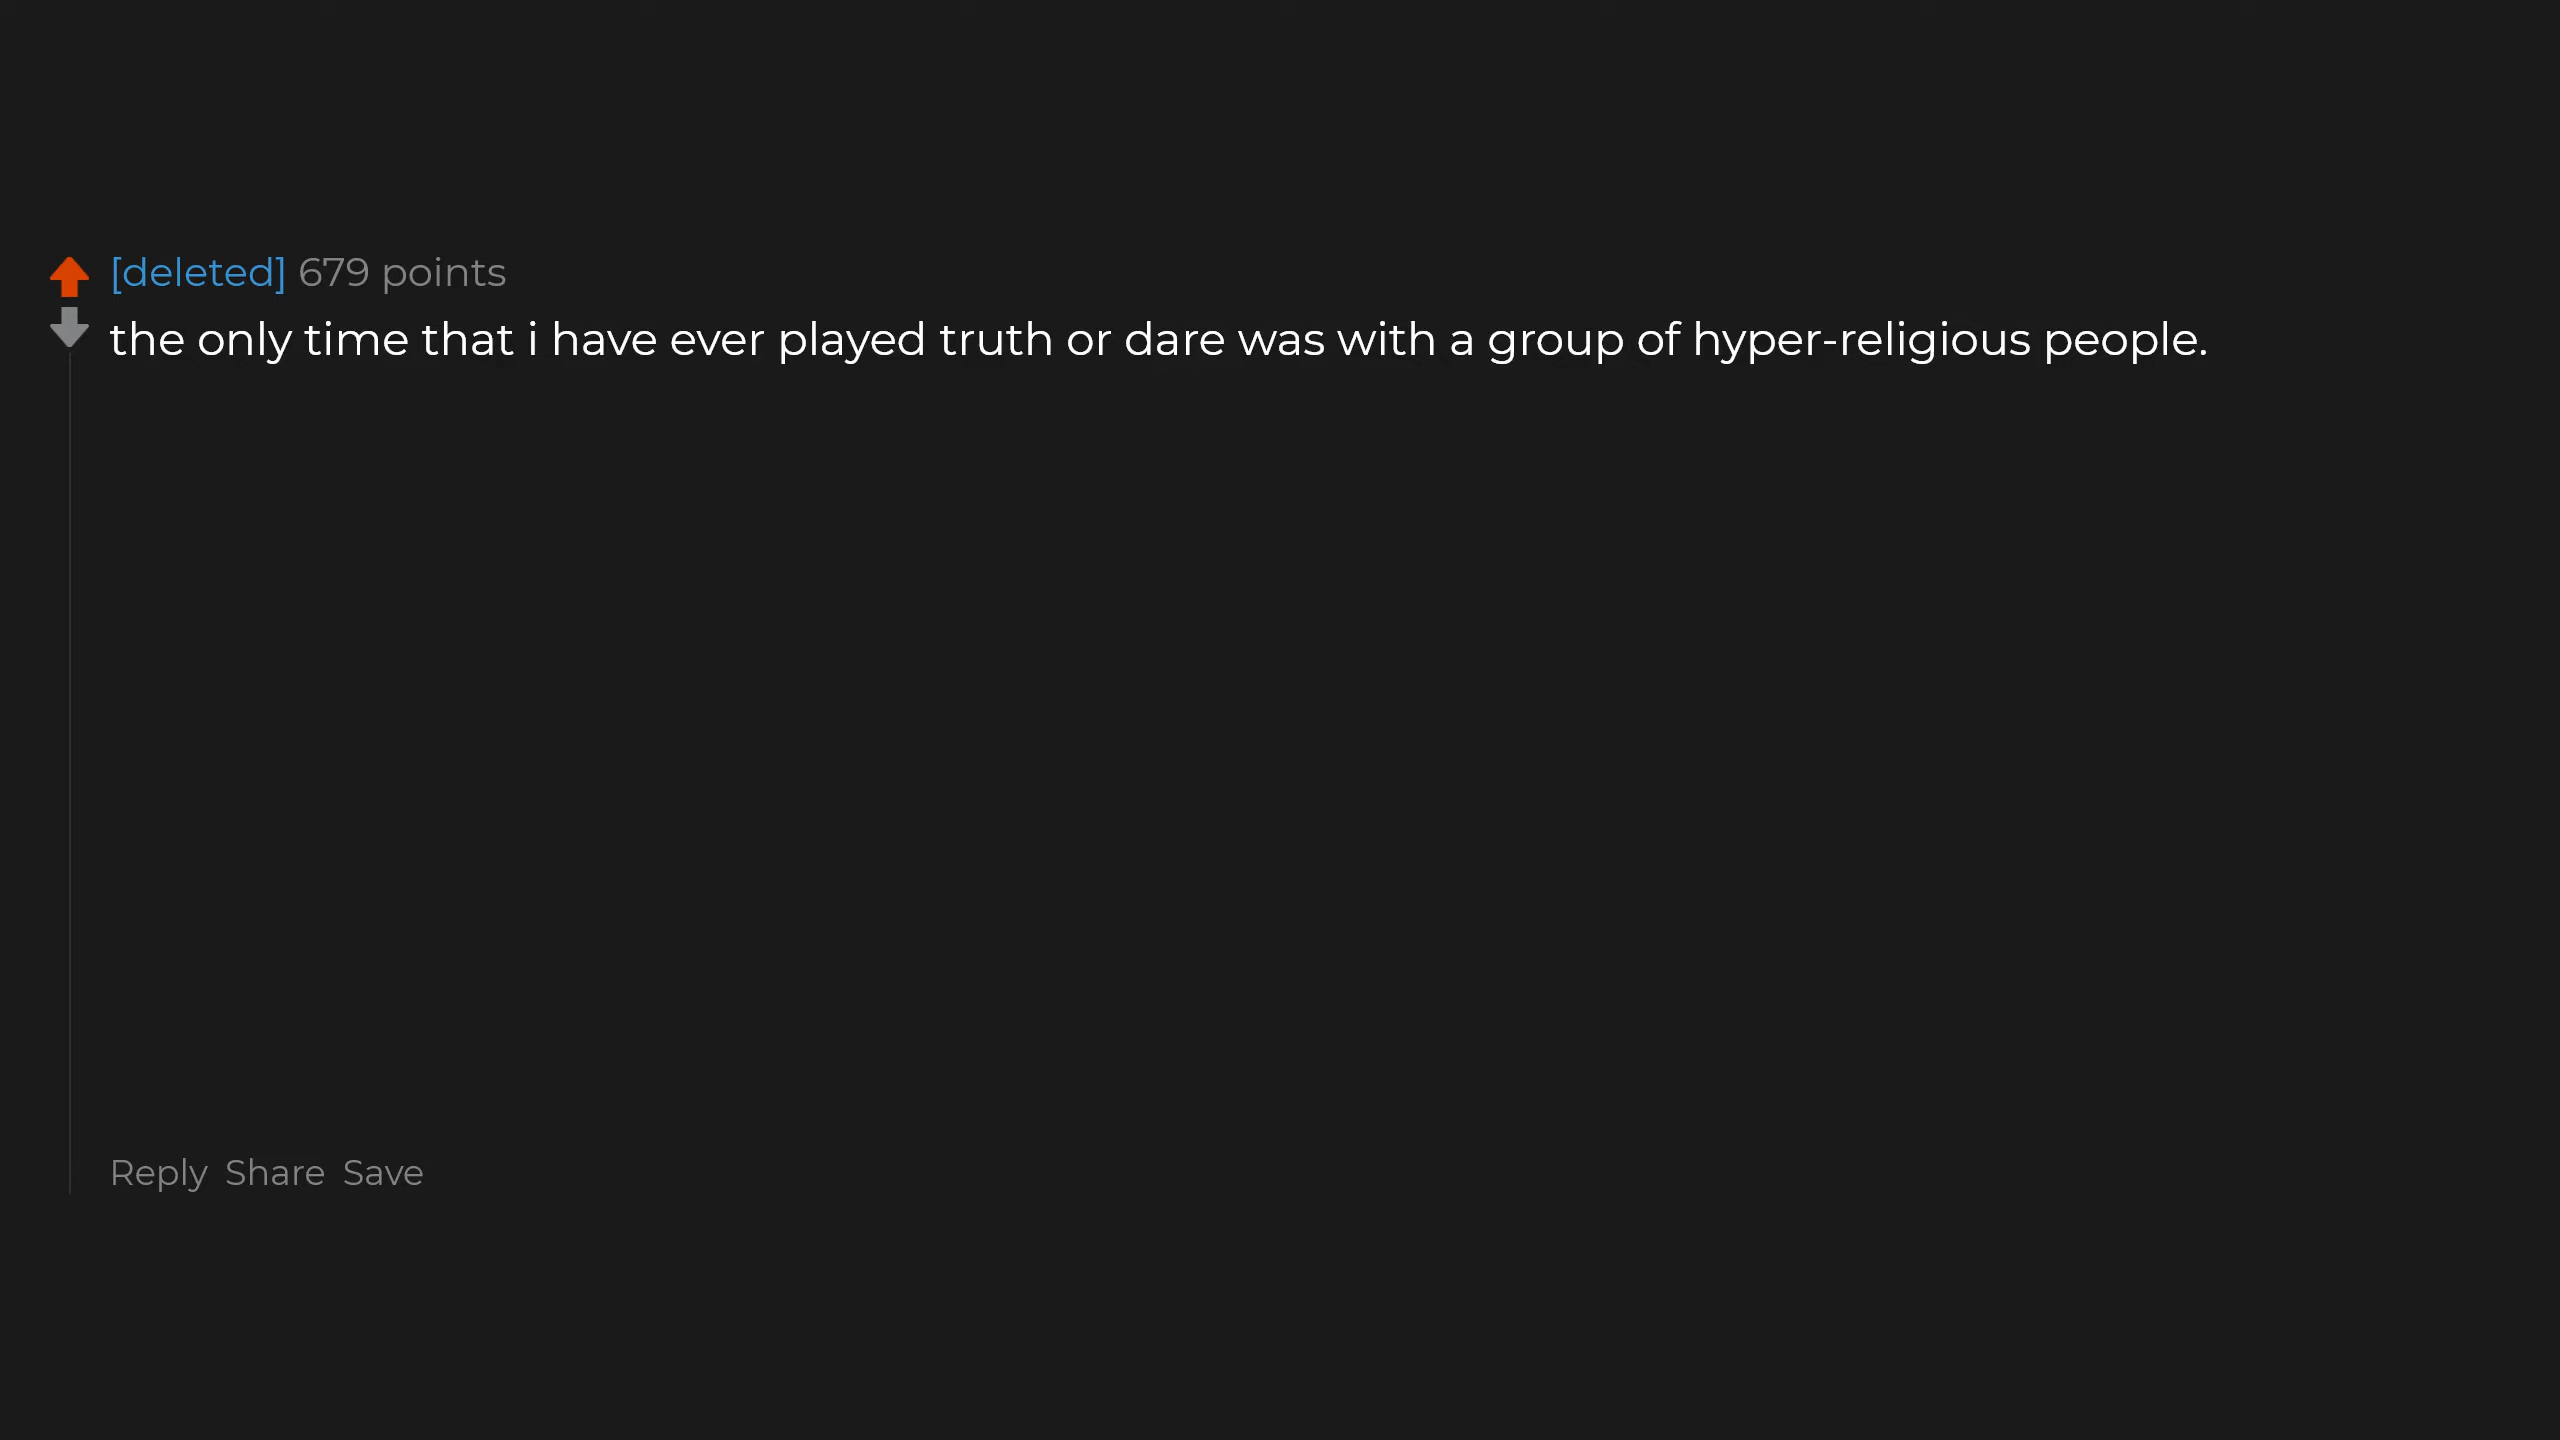 [deleted] 679 points
the only time that i have ever played truth or dare was with a group of hyper-religious people.
Reply Share Save